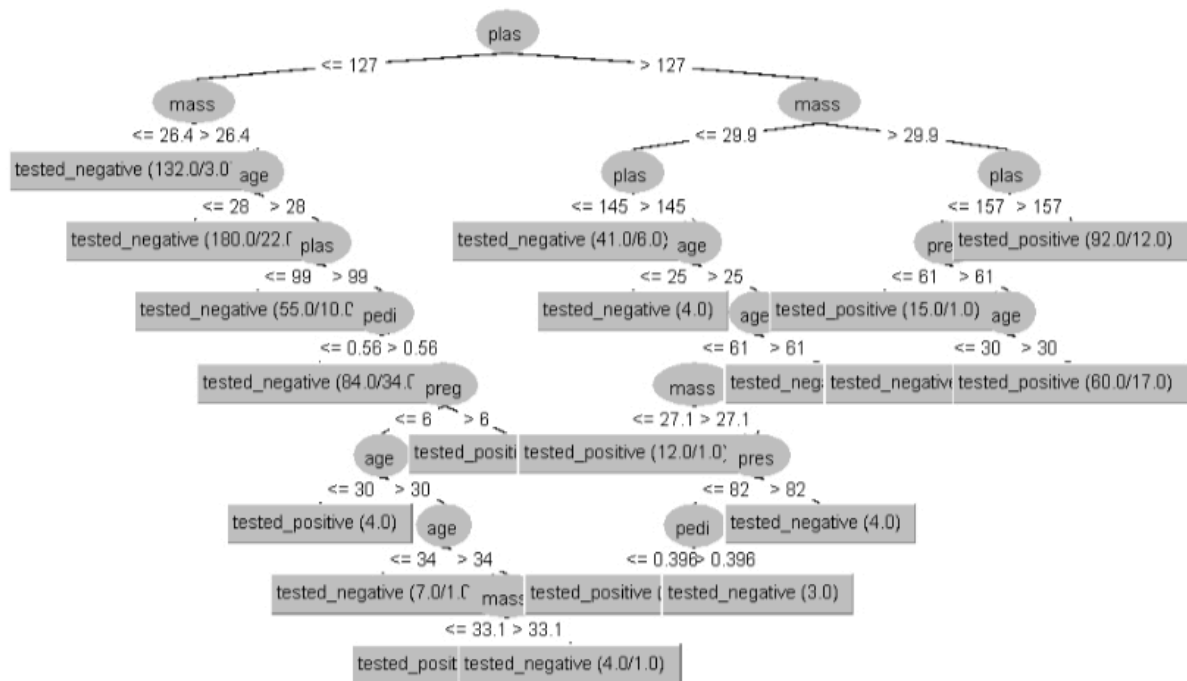 plas
<= 127 > 127
mass mass
<= 26.4 > 26.4 <= 29.9 > 29.9
tested_negative (132.0/3.0) age plas plas
<= 28 > 28 <= 145 > 145 <= 157 > 157
tested_negative (180.0/22.0 plas tested_negative (41.0/6.0) age pre tested_positive (92.0/12.0)
<= 99 > 99 <= 25 > 25 <= 61 > 61
tested_negative (55.0/10.0 pedi tested_negative (4.0) age tested_positive (15.0/1.0) age
<= 0.56 > 0.56 <= 61 > 61 <= 30 > 30
tested_negative (84.0/34.0 preg mass tested_neg tested_negative tested_positive (60.0/17.0)
<= 6 > 6 <= 27.1 > 27.1
age tested_positi tested_positive (12.0/1.0) pres
<= 30 > 30 <= 82 > 82
tested_positive (4.0) age pedi tested_negative (4.0)
<= 34 > 34 <= 0.396 > 0.396
tested_negative (7.0/1.0 mass tested_positive ( tested_negative (3.0)
<= 33.1 > 33.1
tested_posit tested_negative (4.0/1.0)